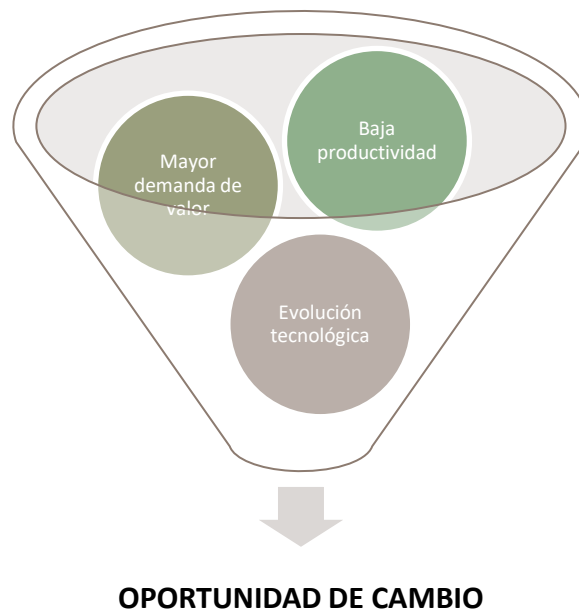 Baja
productividad
Mayor
demanda de
valor
Evolución
tecnológica
OPORTUNIDAD DE CAMBIO